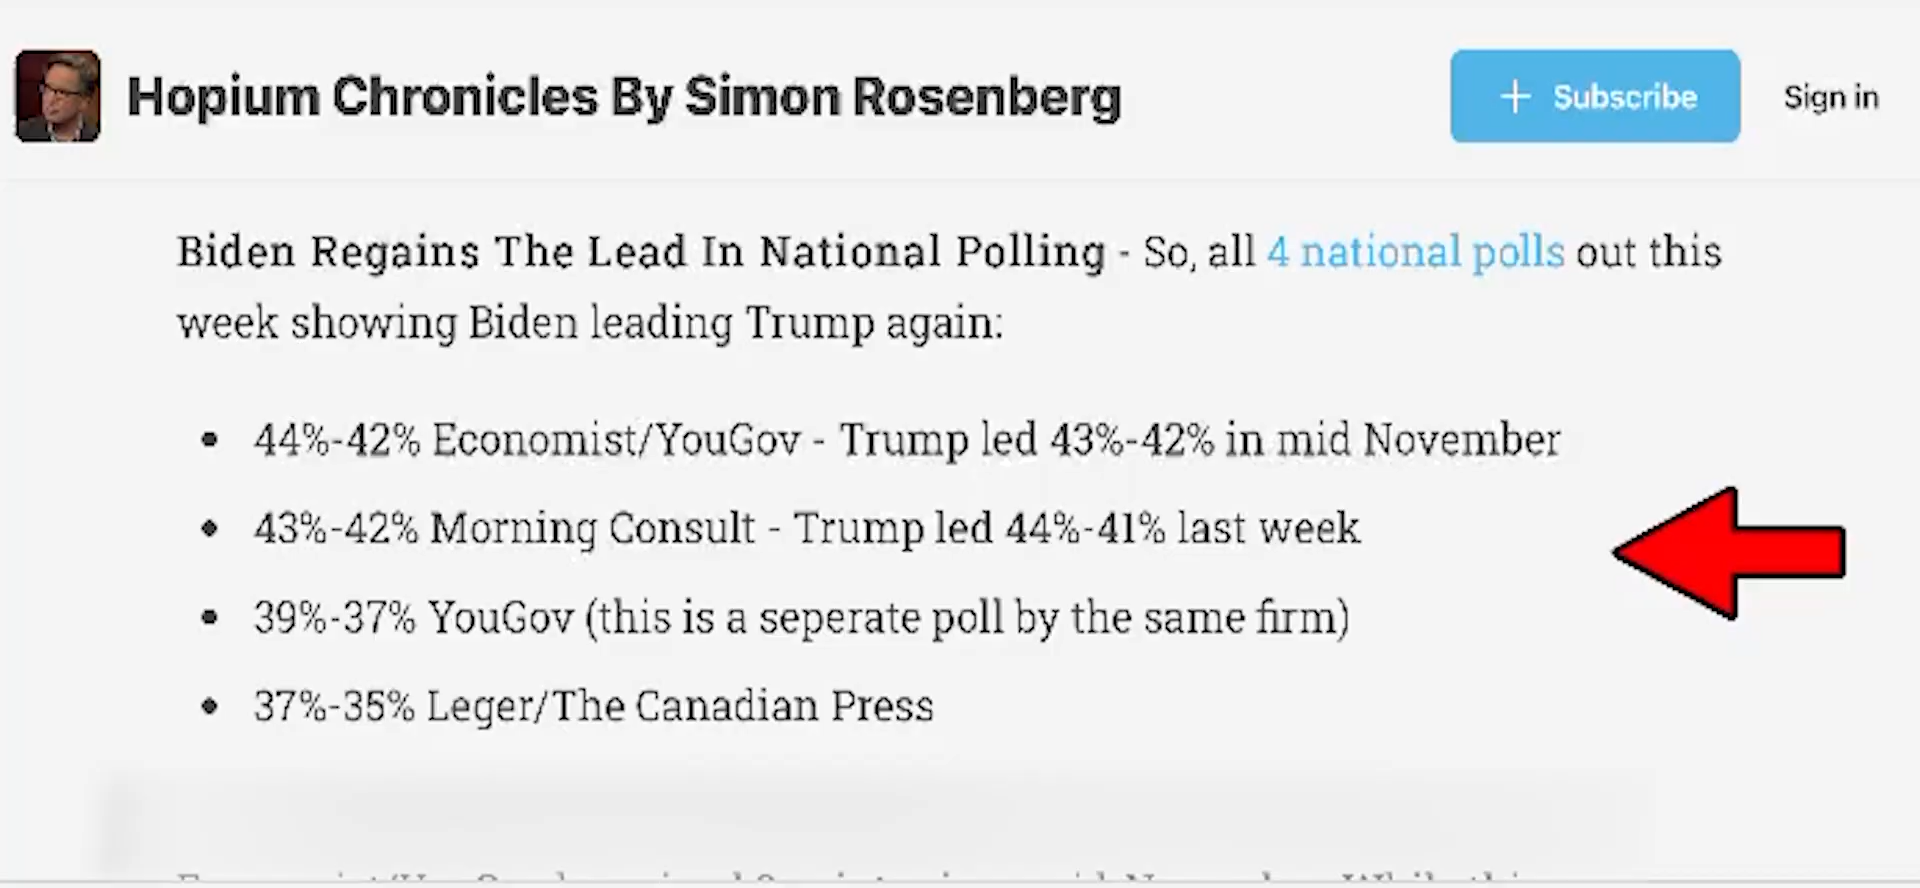 Hopium Chronicles By Simon Rosenberg
+ Subscribe
Sign in
Biden Regains The Lead In National Polling - So, all 4 national polls out this
week showing Biden leading Trump again:
• 44%-42% Economist/YouGov - Trump led 43%-42% in mid November
• 43%-42% Morning Consult - Trump led 44%-41% last week
• 39%-37% YouGov (this is a seperate poll by the same firm)
• 37%-35% Leger/The Canadian Press